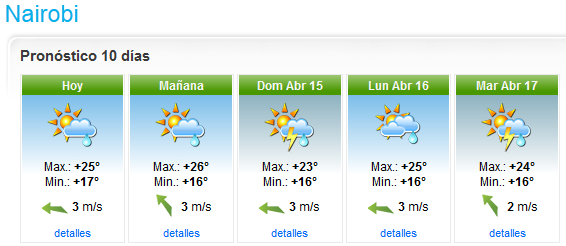 Nairobi
Pronóstico 10 días
Hoy Mañana Dom Abr 15 Lun Abr 16 Mar Abr 17
Max.: +25° Max.: +26° Max.: +23° Max.: +25° Max.: +24°
Min.: +17° Min.: +16° Min.: +16° Min.: +16° Min.: +16°
3 m/s 3 m/s 3 m/s 3 m/s 2 m/s
detalles detalles detalles detalles detalles